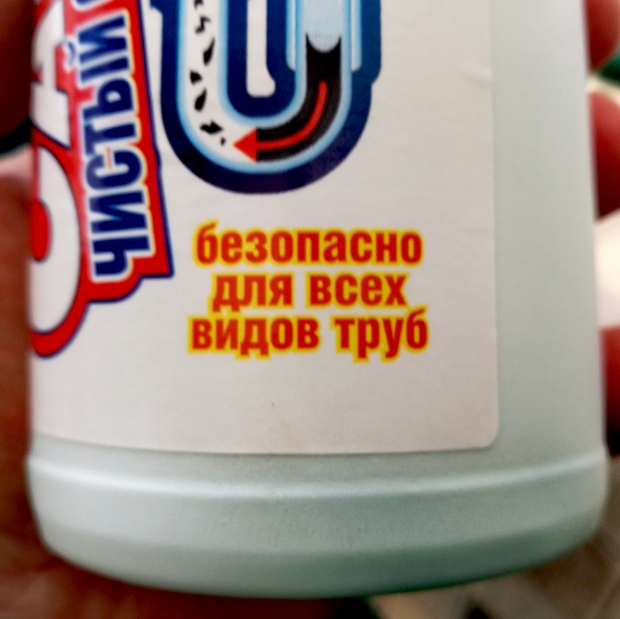 ЧИСТЫЙ
безопасно
для всех
видов труб